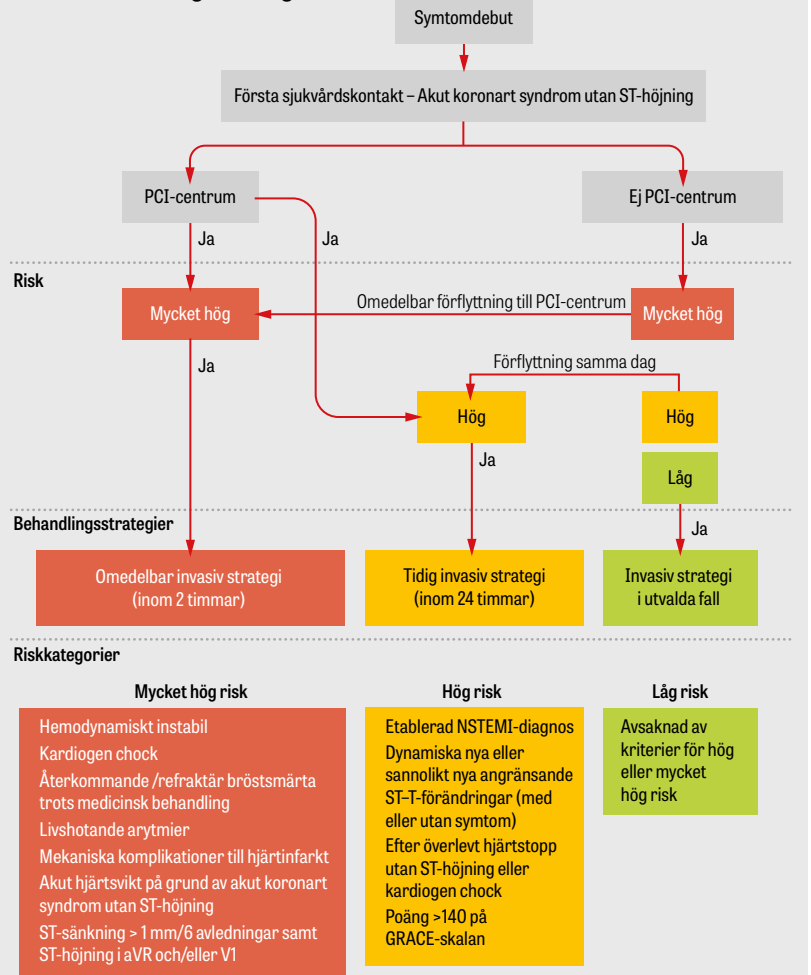 Symtomdebut
Första sjukvårdskontakt – Akut koronart syndrom utan ST-höjning
PCI-centrum
Ej PCI-centrum
Ja
Ja
Ja
Risk
Mycket hög
Omedelbar förflyttning till PCI-centrum
Mycket hög
Ja
Förflyttning samma dag
Hög
Hög
Ja
Låg
Behandlingsstrategier
Ja
Omedelbar invasiv strategi
(inom 2 timmar)
Tidig invasiv strategi
(inom 24 timmar)
Invasiv strategi
i utvalda fall
Riskkategorier
Mycket hög risk
Hemodynamiskt instabil
Kardiogen chock
Återkommande /refraktär bröstsmärta
trots medicinsk behandling
Livshotande arytmier
Mekaniska komplikationer till hjärtinfarkt
Akut hjärtsvikt på grund av akut koronart
syndrom utan ST-höjning
ST-sänkning > 1 mm/6 avledningar samt
ST-höjning i aVR och/eller V1
Hög risk
Etablerad NSTEMI-diagnos
Dynamiska nya eller
sannolikt nya angränsande
ST–T-förändringar (med
eller utan symtom)
Efter överlevt hjärtstopp
utan ST-höjning eller
kardiogen chock
Poäng >140 på
GRACE-skalan
Låg risk
Avsaknad av
kriterier för hög
eller mycket
hög risk